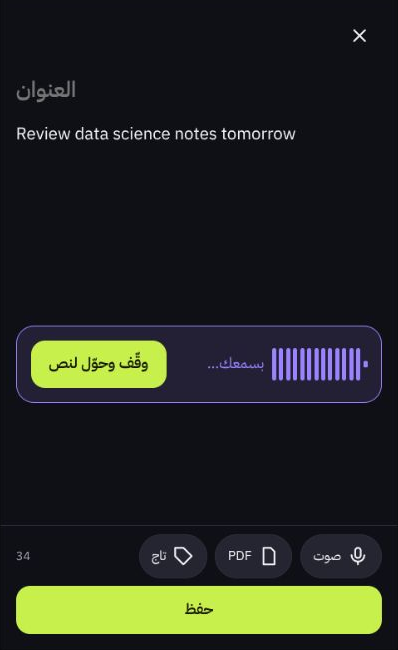 العنوان
Review data science notes tomorrow
بسمعك...
وقّف وحوّل لنص
صوت
PDF
تاج
34
حفظ